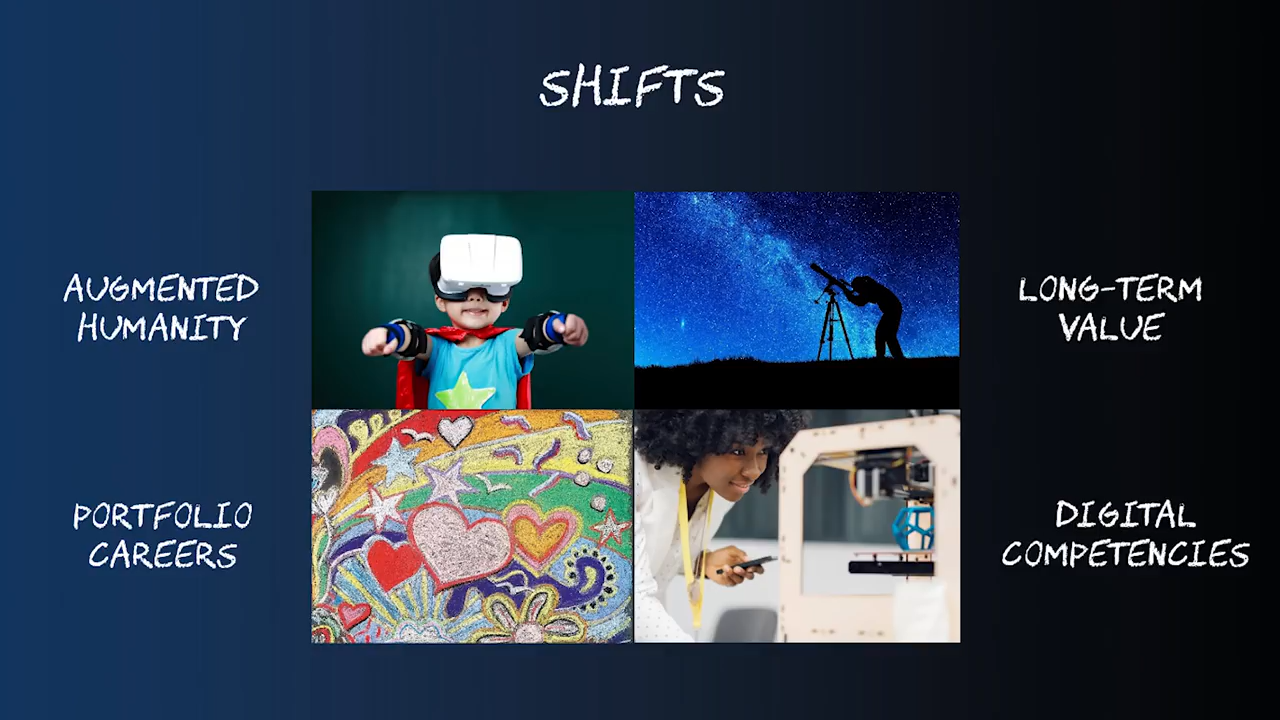 SHIFTS
AUGMENTED
HUMANITY
LONG-TERM
VALUE
PORTFOLIO
CAREERS
DIGITAL
COMPETENCIES